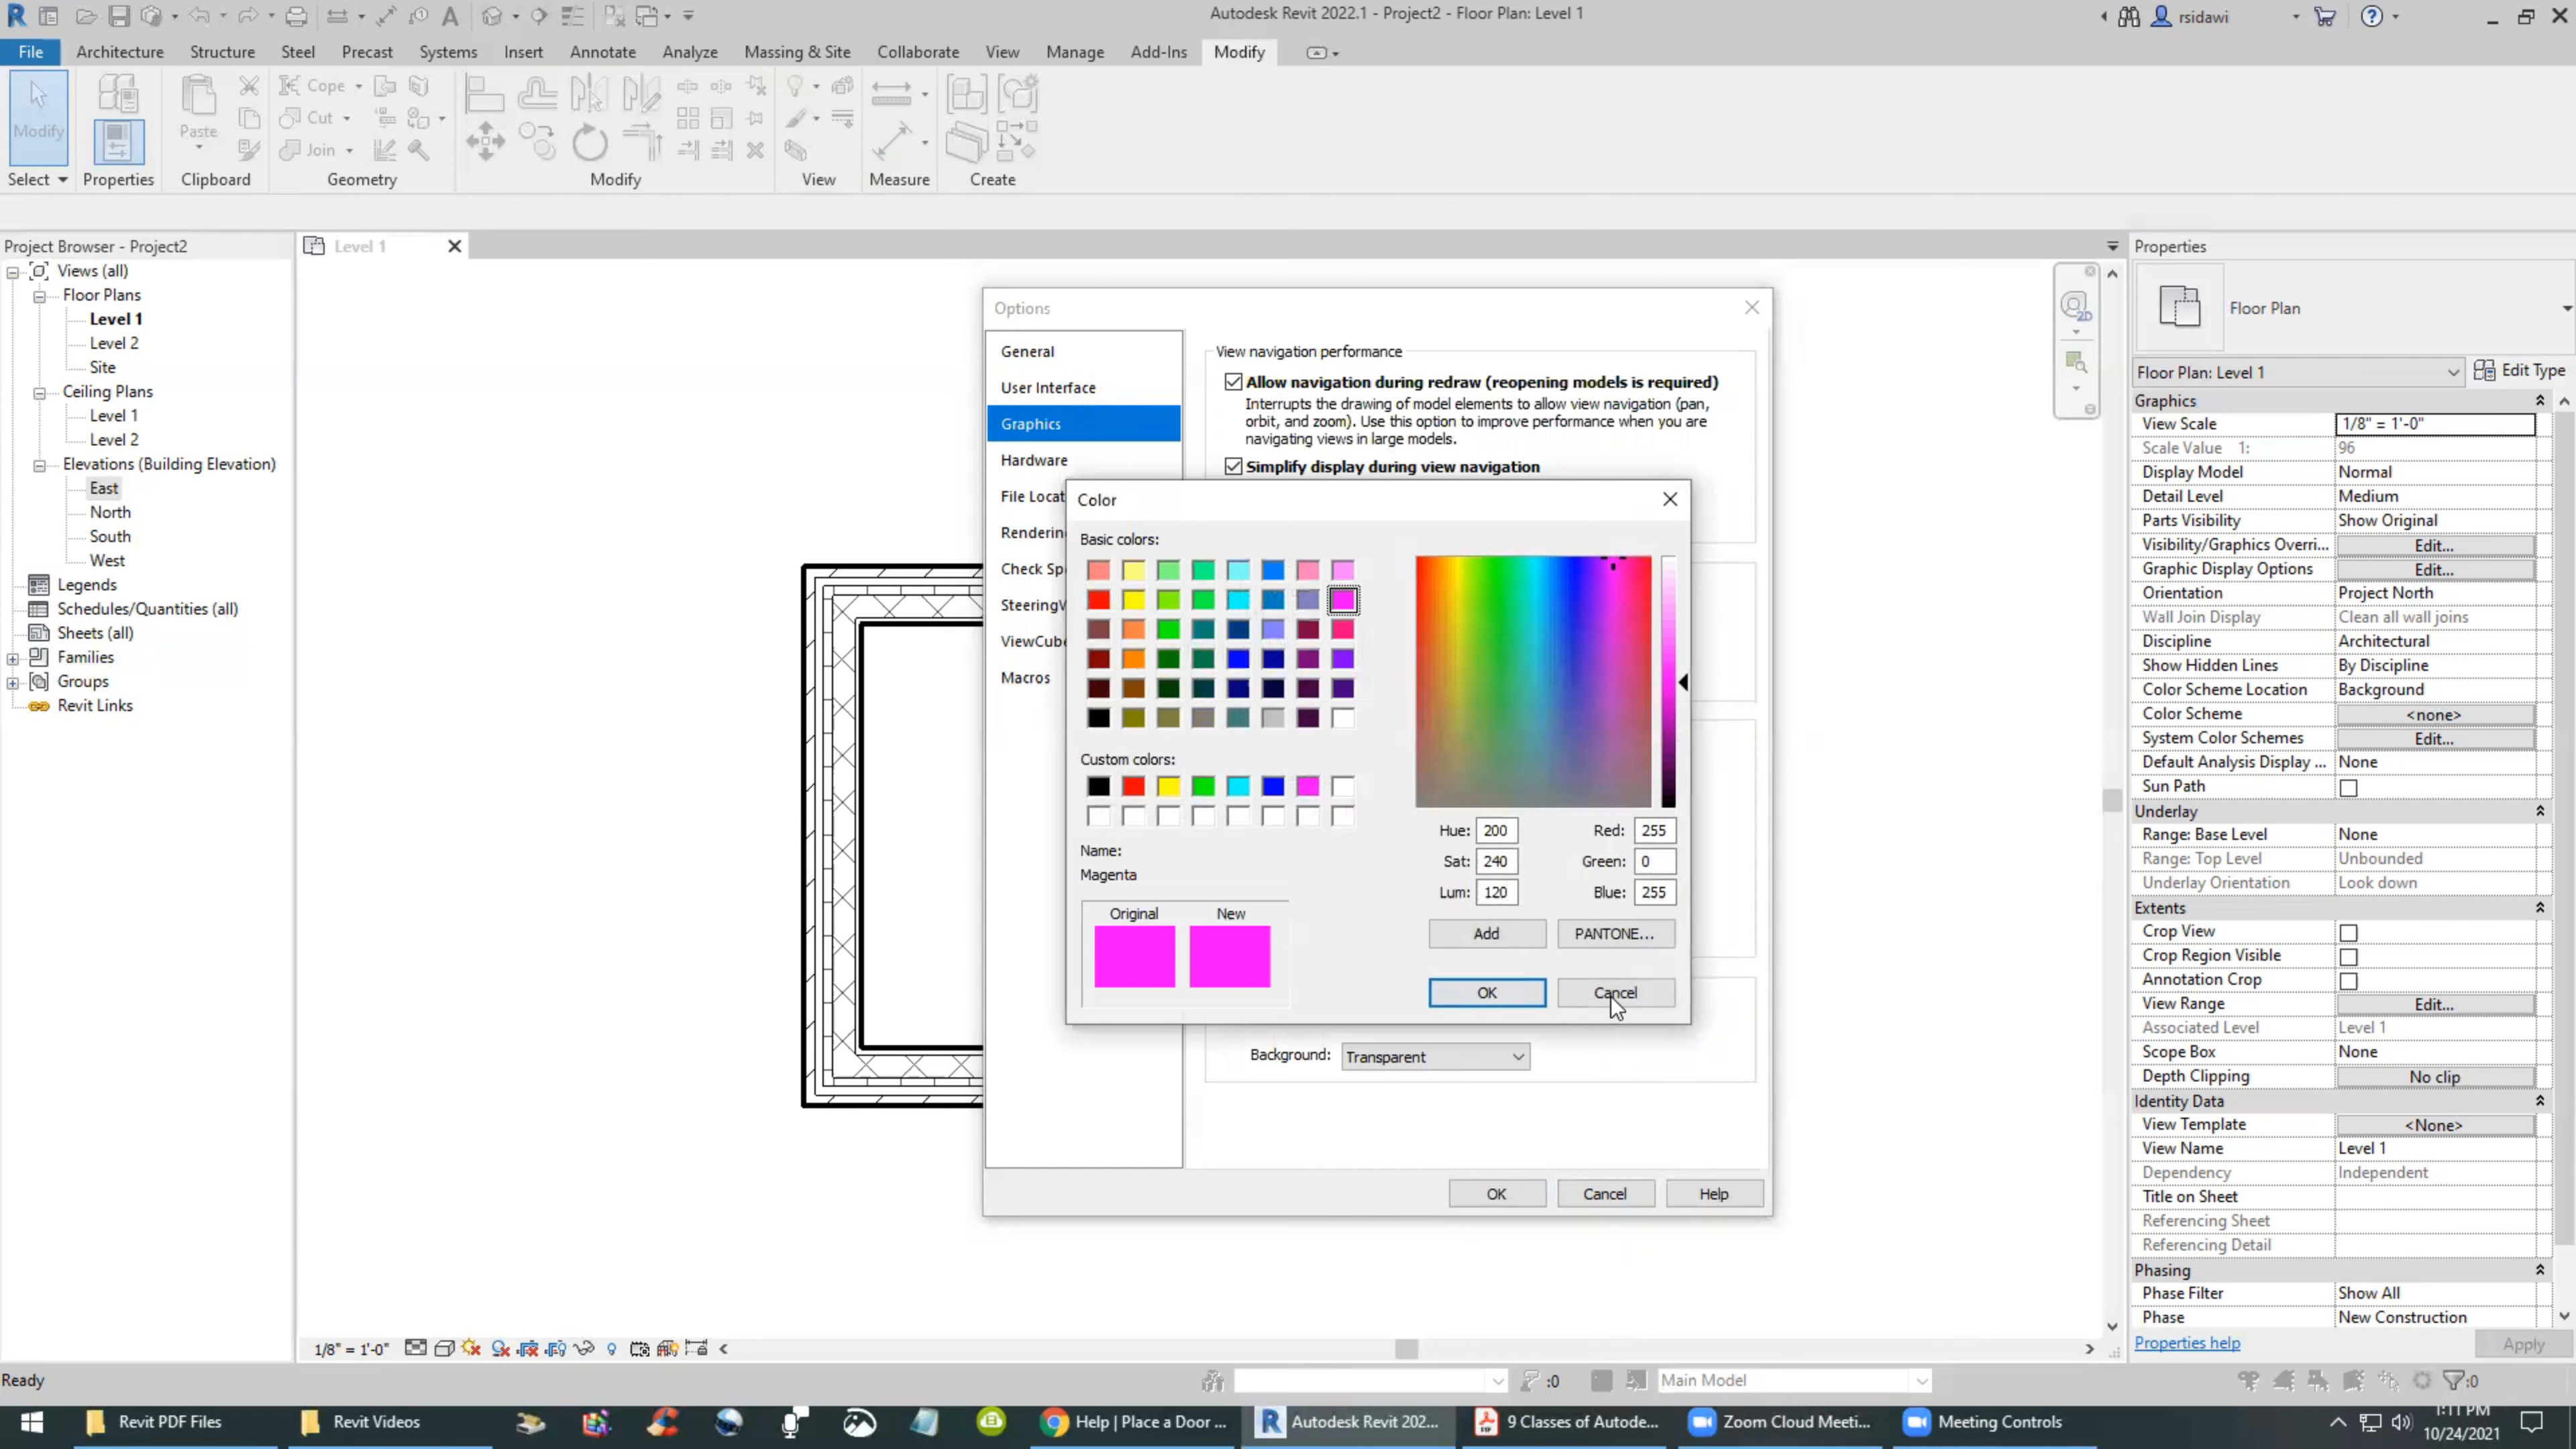 Autodesk Revit 2022.1 - Project2 - Floor Plan: Level 1
rsidawi
File Architecture Structure Steel Precast Systems Insert Annotate Analyze Massing & Site Collaborate View Manage Add-Ins Modify
Modify
Paste
Cope
Cut
Join
Select Properties Clipboard Geometry Modify View Measure Create
Project Browser - Project2
Views (all)
Floor Plans
Level 1
Level 2
Site
Ceiling Plans
Level 1
Level 2
Elevations (Building Elevation)
East
North
South
West
Legends
Schedules/Quantities (all)
Sheets (all)
Families
Groups
Revit Links
Level 1
Options
General
User Interface
Graphics
Hardware
File Locat
Rendering
Check Sp
SteeringV
ViewCube
Macros
View navigation performance
Allow navigation during redraw (reopening models is required)
Interrupts the drawing of model elements to allow view navigation (pan,
orbit, and zoom). Use this option to improve performance when you are
navigating views in large models.
Simplify display during view navigation
Color
Basic colors:
Custom colors:
Name:
Magenta
Original New
Hue: 200 Red: 255
Sat: 240 Green: 0
Lum: 120 Blue: 255
Add PANTONE...
OK Cancel
Background: Transparent
OK Cancel Help
Properties
2D
Floor Plan
Floor Plan: Level 1 Edit Type
Graphics
View Scale 1/8" = 1'-0"
Scale Value 1: 96
Display Model Normal
Detail Level Medium
Parts Visibility Show Original
Visibility/Graphics Overri... Edit...
Graphic Display Options Edit...
Orientation Project North
Wall Join Display Clean all wall joins
Discipline Architectural
Show Hidden Lines By Discipline
Color Scheme Location Background
Color Scheme <none>
System Color Schemes Edit...
Default Analysis Display ... None
Sun Path
Underlay
Range: Base Level None
Range: Top Level Unbounded
Underlay Orientation Look down
Extents
Crop View
Crop Region Visible
Annotation Crop
View Range Edit...
Associated Level Level 1
Scope Box None
Depth Clipping No clip
Identity Data
View Template <None>
View Name Level 1
Dependency Independent
Title on Sheet
Referencing Sheet
Referencing Detail
Phasing
Phase Filter Show All
Phase New Construction
Properties help Apply
1/8" = 1'-0"
Ready
:0 Main Model :0
Revit PDF Files Revit Videos Help | Place a Door ... Autodesk Revit 202... 9 Classes of Autode... Zoom Cloud Meeti... Meeting Controls
1:11 PM
10/24/2021